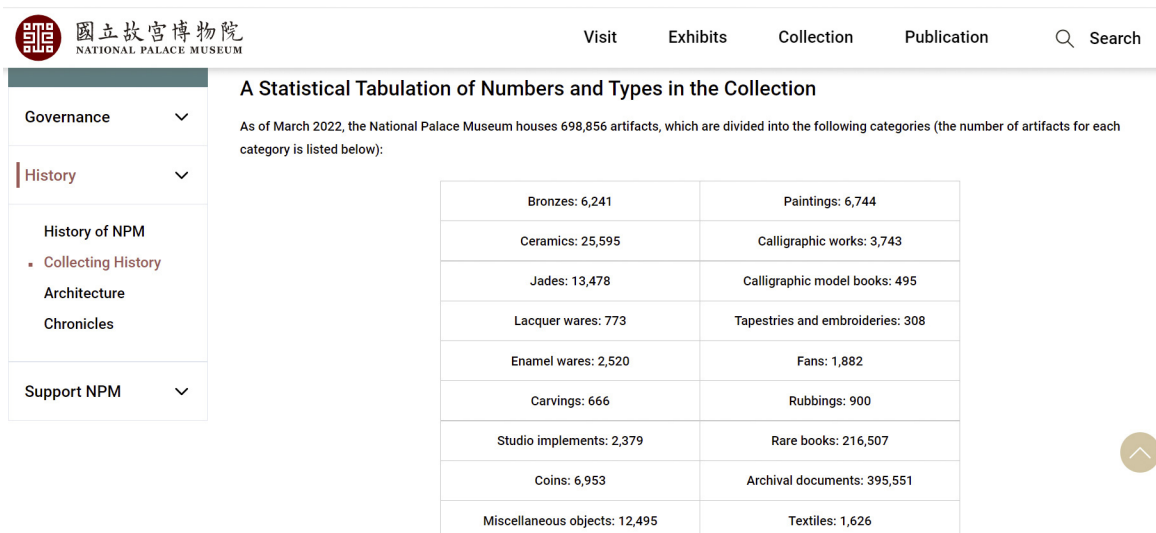 國立故宮博物院
NATIONAL PALACE MUSEUM
Visit Exhibits Collection Publication Search
Governance
History
History of NPM
Collecting History
Architecture
Chronicles
Support NPM
A Statistical Tabulation of Numbers and Types in the Collection
As of March 2022, the National Palace Museum houses 698,856 artifacts, which are divided into the following categories (the number of artifacts for each
category is listed below):
Bronzes: 6,241 Paintings: 6,744
Ceramics: 25,595 Calligraphic works: 3,743
Jades: 13,478 Calligraphic model books: 495
Lacquer wares: 773 Tapestries and embroideries: 308
Enamel wares: 2,520 Fans: 1,882
Carvings: 666 Rubbings: 900
Studio implements: 2,379 Rare books: 216,507
Coins: 6,953 Archival documents: 395,551
Miscellaneous objects: 12,495 Textiles: 1,626